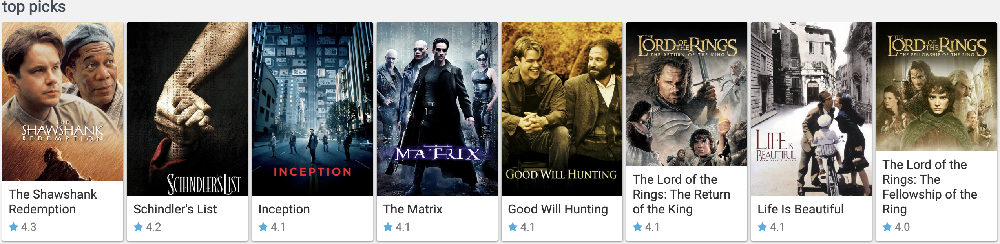 top picks
THE
SHAWSHANK
REDEMPTION
The Shawshank
Redemption
4.3
SCHINDLER'S LIST
Schindler's List
4.2
INCEPTION
Inception
4.1
THE
MATRIX
The Matrix
4.1
GOOD WILL HUNTING
Good Will Hunting
4.1
THE
LORD OF THE RINGS
THE RETURN OF THE KING
The Lord of the
Rings: The Return
of the King
4.1
LIFE IS
BEAUTIFUL
(LA VITA È BELLA)
Life Is Beautiful
4.1
THE
LORD OF THE RINGS
THE FELLOWSHIP OF THE RING
The Lord of the
Rings: The
Fellowship of the
Ring
4.0